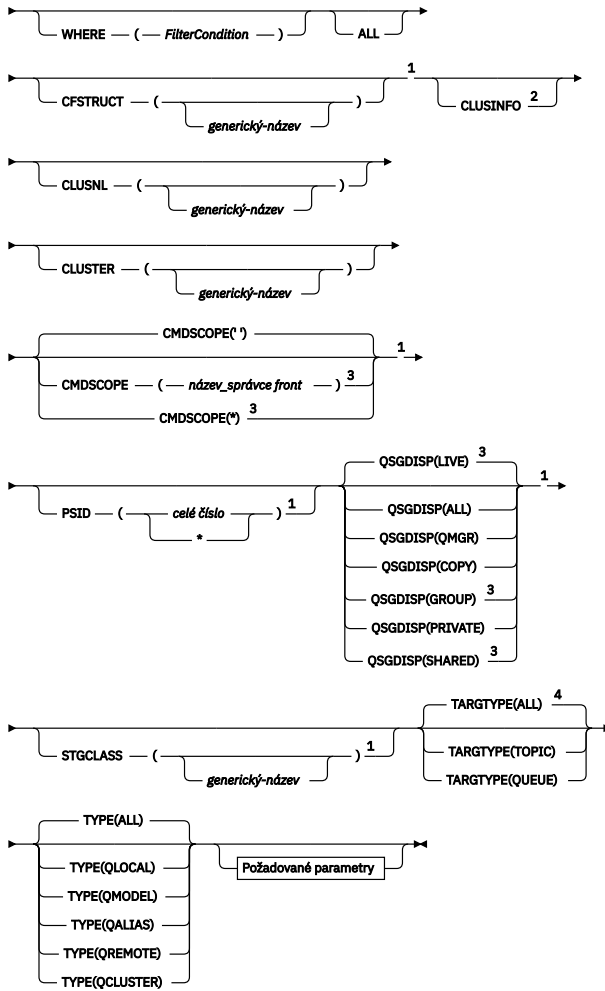 WHERE ( FilterCondition ) ALL
CFSTRUCT ( generický-název ) 1 CLUSINFO 2
CLUSNL ( generický-název )
CLUSTER ( generický-název )
CMDSCOPE(' ')
CMDSCOPE ( název_správce front ) 3 1
CMDSCOPE(*) 3
PSID ( celé číslo ) 1
*
QSGDISP(LIVE) 3 1
QSGDISP(ALL)
QSGDISP(QMGR)
QSGDISP(COPY)
QSGDISP(GROUP) 3
QSGDISP(PRIVATE)
QSGDISP(SHARED) 3
STGCLASS ( generický-název ) 1
TARGTYPE(ALL) 4
TARGTYPE(TOPIC)
TARGTYPE(QUEUE)
TYPE(ALL)
TYPE(QLOCAL)
TYPE(QMODEL)
TYPE(QALIAS)
TYPE(QREMOTE)
TYPE(QCLUSTER)
Požadované parametry